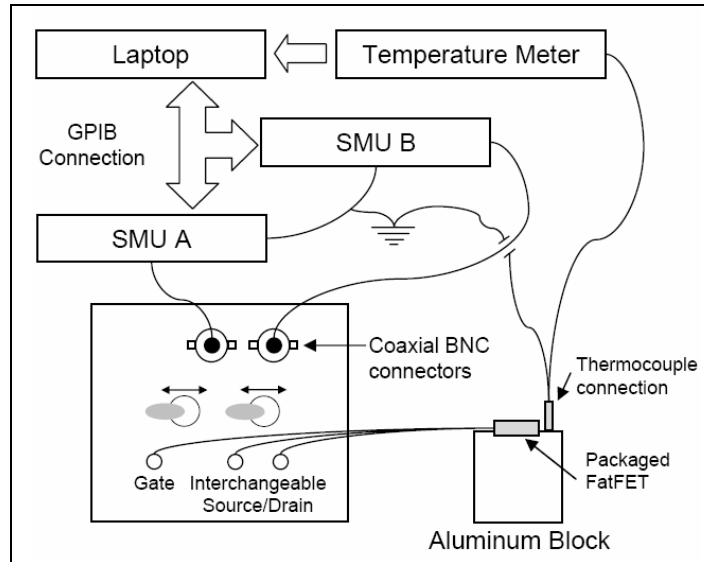 Laptop
Temperature Meter
GPIB
Connection
SMU B
SMU A
Coaxial BNC
connectors
Thermocouple
connection
Gate
Interchangeable
Source/Drain
Packaged
FatFET
Aluminum Block